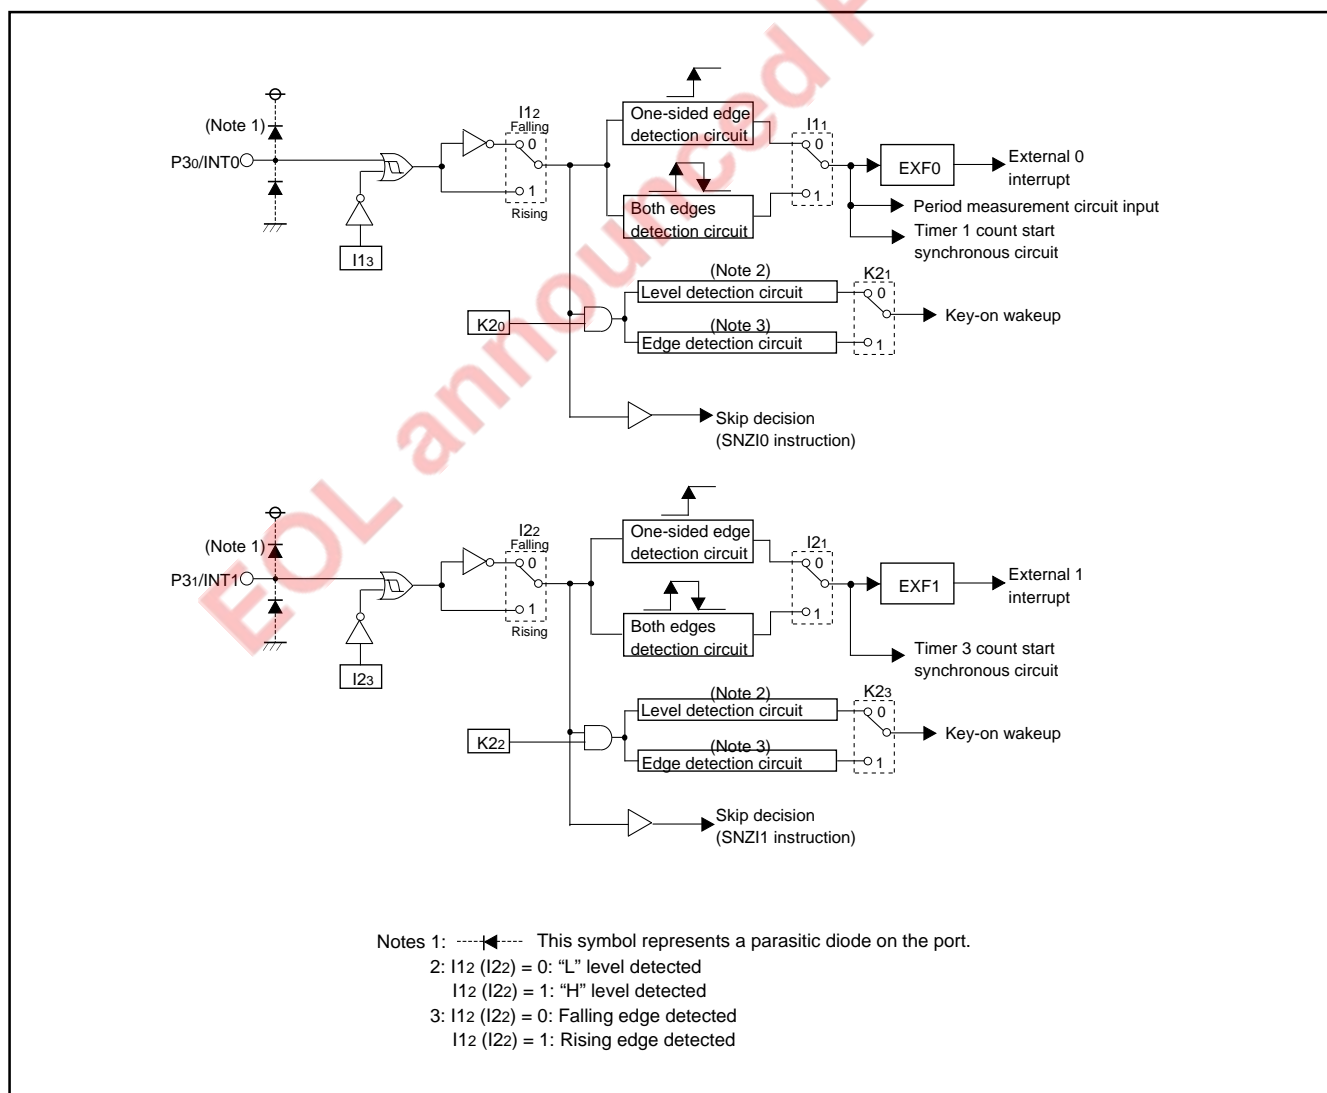 EOL announced P
(Note 1)
P30/INT0
I13
I12
Falling
0
1
Rising
One-sided edge
detection circuit
Both edges
detection circuit
I11
0
1
EXF0
External 0
interrupt
Period measurement circuit input
Timer 1 count start
synchronous circuit
K20
(Note 2)
Level detection circuit
(Note 3)
Edge detection circuit
K21
0
1
Key-on wakeup
Skip decision
(SNZI0 instruction)
(Note 1)
P31/INT1
I23
I22
Falling
0
1
Rising
One-sided edge
detection circuit
Both edges
detection circuit
I21
0
1
EXF1
External 1
interrupt
Timer 3 count start
synchronous circuit
K22
(Note 2)
Level detection circuit
(Note 3)
Edge detection circuit
K23
0
1
Key-on wakeup
Skip decision
(SNZI1 instruction)
Notes 1: This symbol represents a parasitic diode on the port.
2: I12 (I22) = 0: “L” level detected
I12 (I22) = 1: “H” level detected
3: I12 (I22) = 0: Falling edge detected
I12 (I22) = 1: Rising edge detected